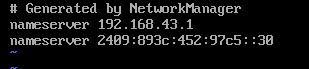 # Generated by NetworkManager
nameserver 192.168.43.1
nameserver 2409:893c:452:97c5::30
~
~